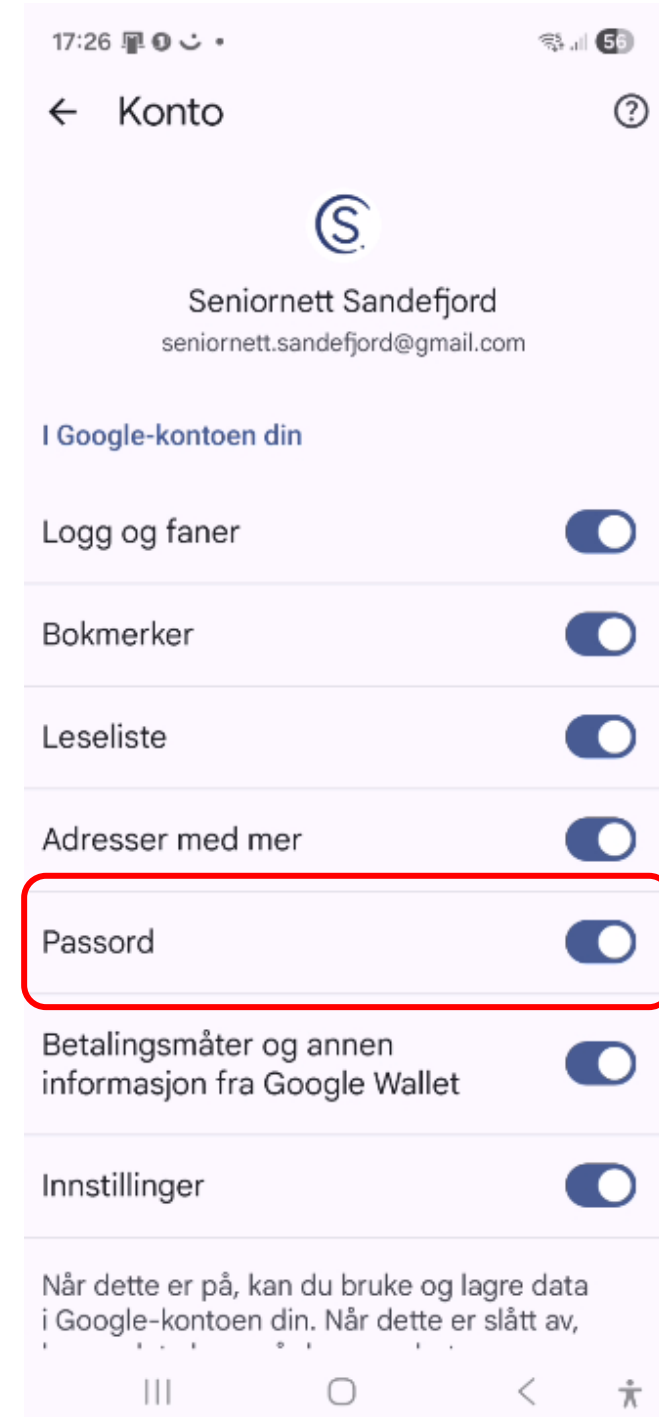 17:26
56
Konto
S
Seniornett Sandefjord
seniornett.sandefjord@gmail.com
I Google-kontoen din
Logg og faner
Bokmerker
Leseliste
Adresser med mer
Passord
Betalingsmåter og annen
informasjon fra Google Wallet
Innstillinger
Når dette er på, kan du bruke og lagre data
i Google-kontoen din. Når dette er slått av,